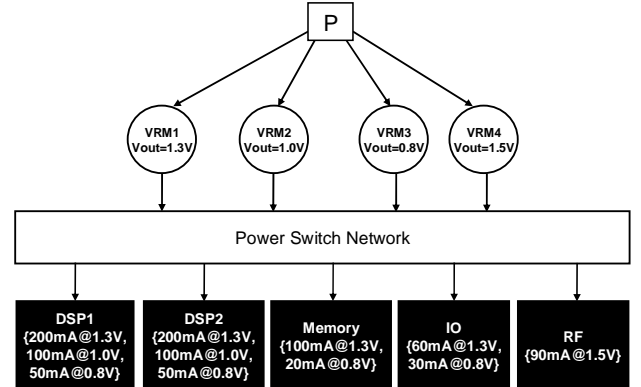 P
VRM1
Vout=1.3V
VRM2
Vout=1.0V
VRM3
Vout=0.8V
VRM4
Vout=1.5V
Power Switch Network
DSP1
{200mA@1.3V,
100mA@1.0V,
50mA@0.8V}
DSP2
{200mA@1.3V,
100mA@1.0V,
50mA@0.8V}
Memory
{100mA@1.3V,
20mA@0.8V}
IO
{60mA@1.3V,
30mA@0.8V}
RF
{90mA@1.5V}